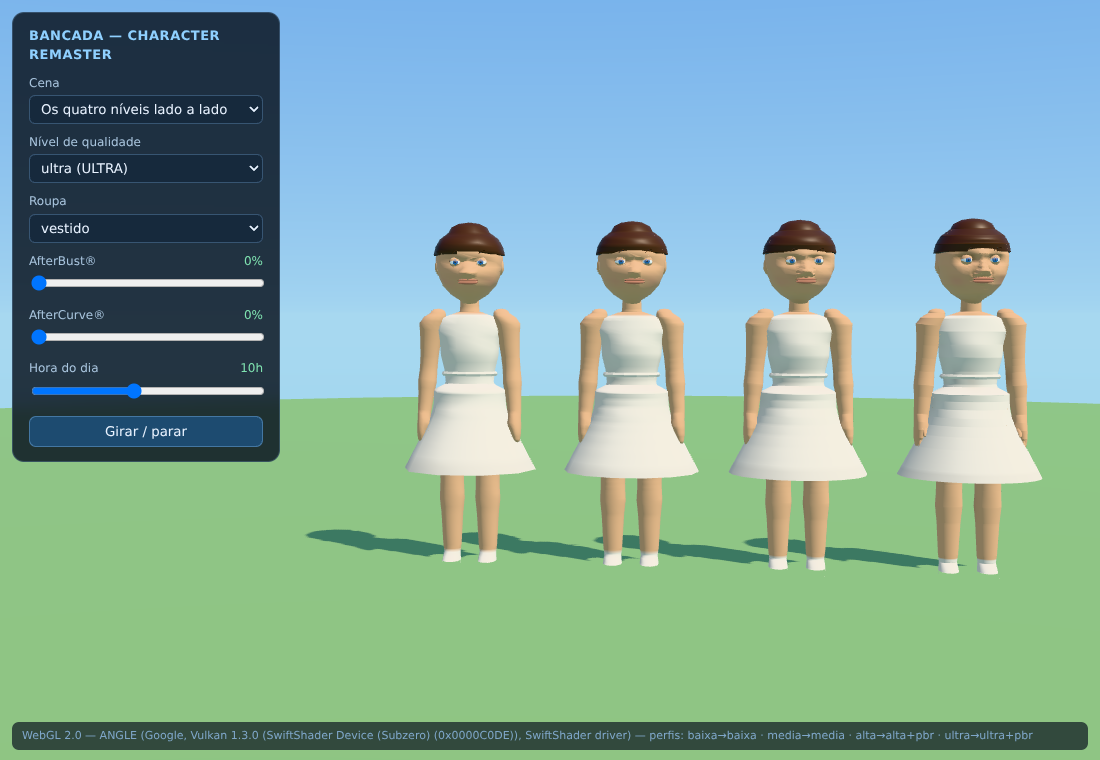 BANCADA — CHARACTER
REMASTER
Cena
Os quatro níveis lado a lado
Nível de qualidade
ultra (ULTRA)
Roupa
vestido
AfterBust® 0%
AfterCurve® 0%
Hora do dia 10h
Girar / parar
WebGL 2.0 — ANGLE (Google, Vulkan 1.3.0 (SwiftShader Device (Subzero) (0x0000C0DE)), SwiftShader driver) — perfis: baixa→baixa · media→media · alta→alta+pbr · ultra→ultra+pbr